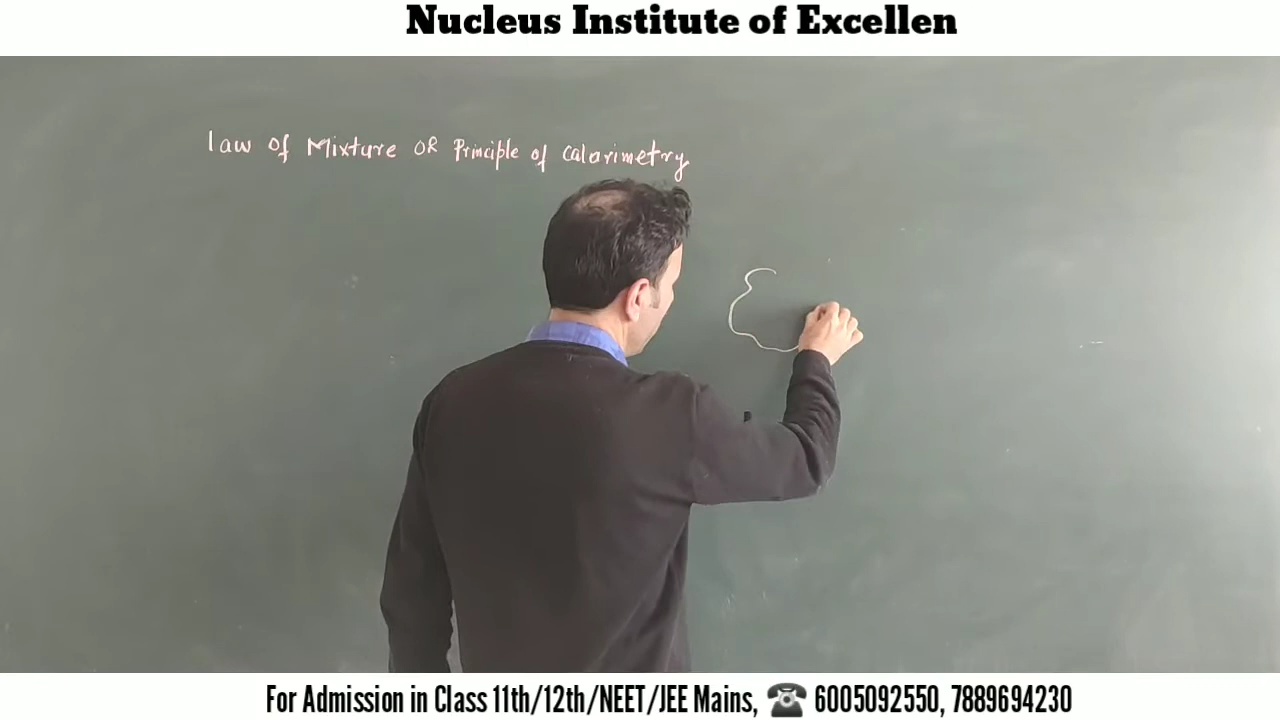 Nucleus Institute of Excellen
law of Mixture OR Principle of Calarimetry
For Admission in Class 11th/12th/NEET/JEE Mains, ☎ 6005092550, 7889694230